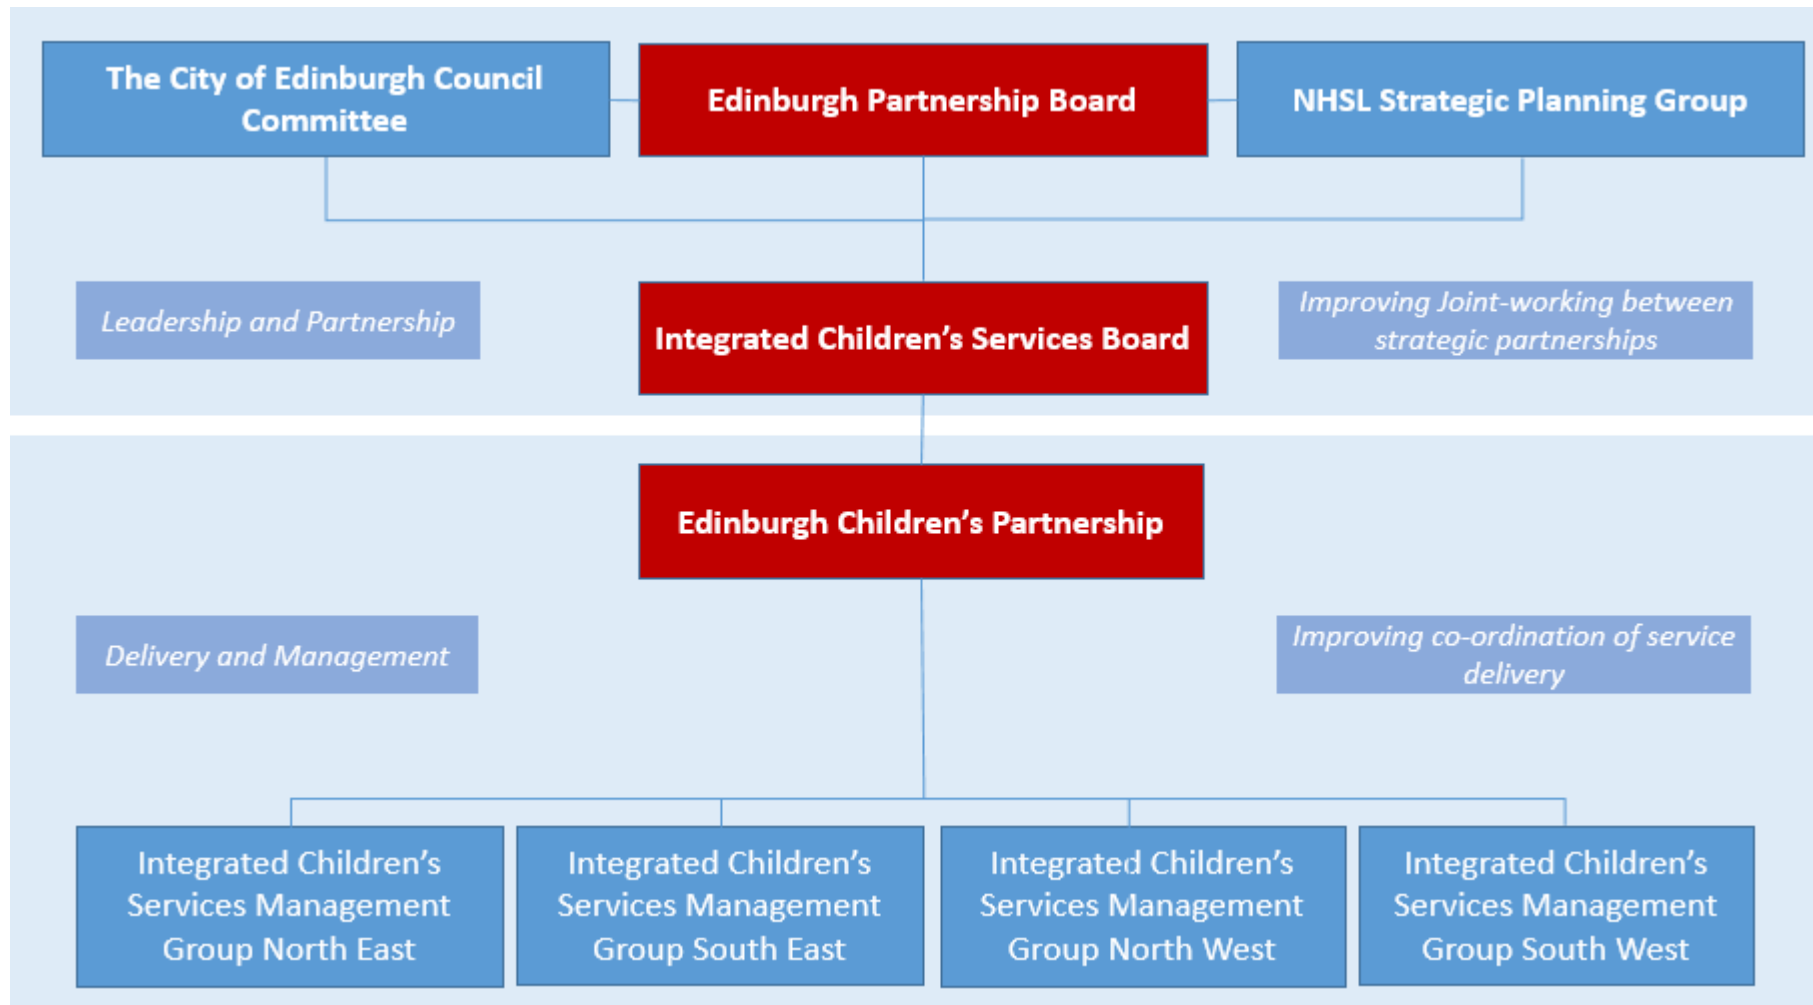 The City of Edinburgh Council
Committee
Edinburgh Partnership Board
NHSL Strategic Planning Group
Leadership and Partnership
Integrated Children’s Services Board
Improving Joint-working between
strategic partnerships
Edinburgh Children’s Partnership
Delivery and Management
Improving co-ordination of service
delivery
Integrated Children’s
Services Management
Group North East
Integrated Children’s
Services Management
Group South East
Integrated Children’s
Services Management
Group North West
Integrated Children’s
Services Management
Group South West